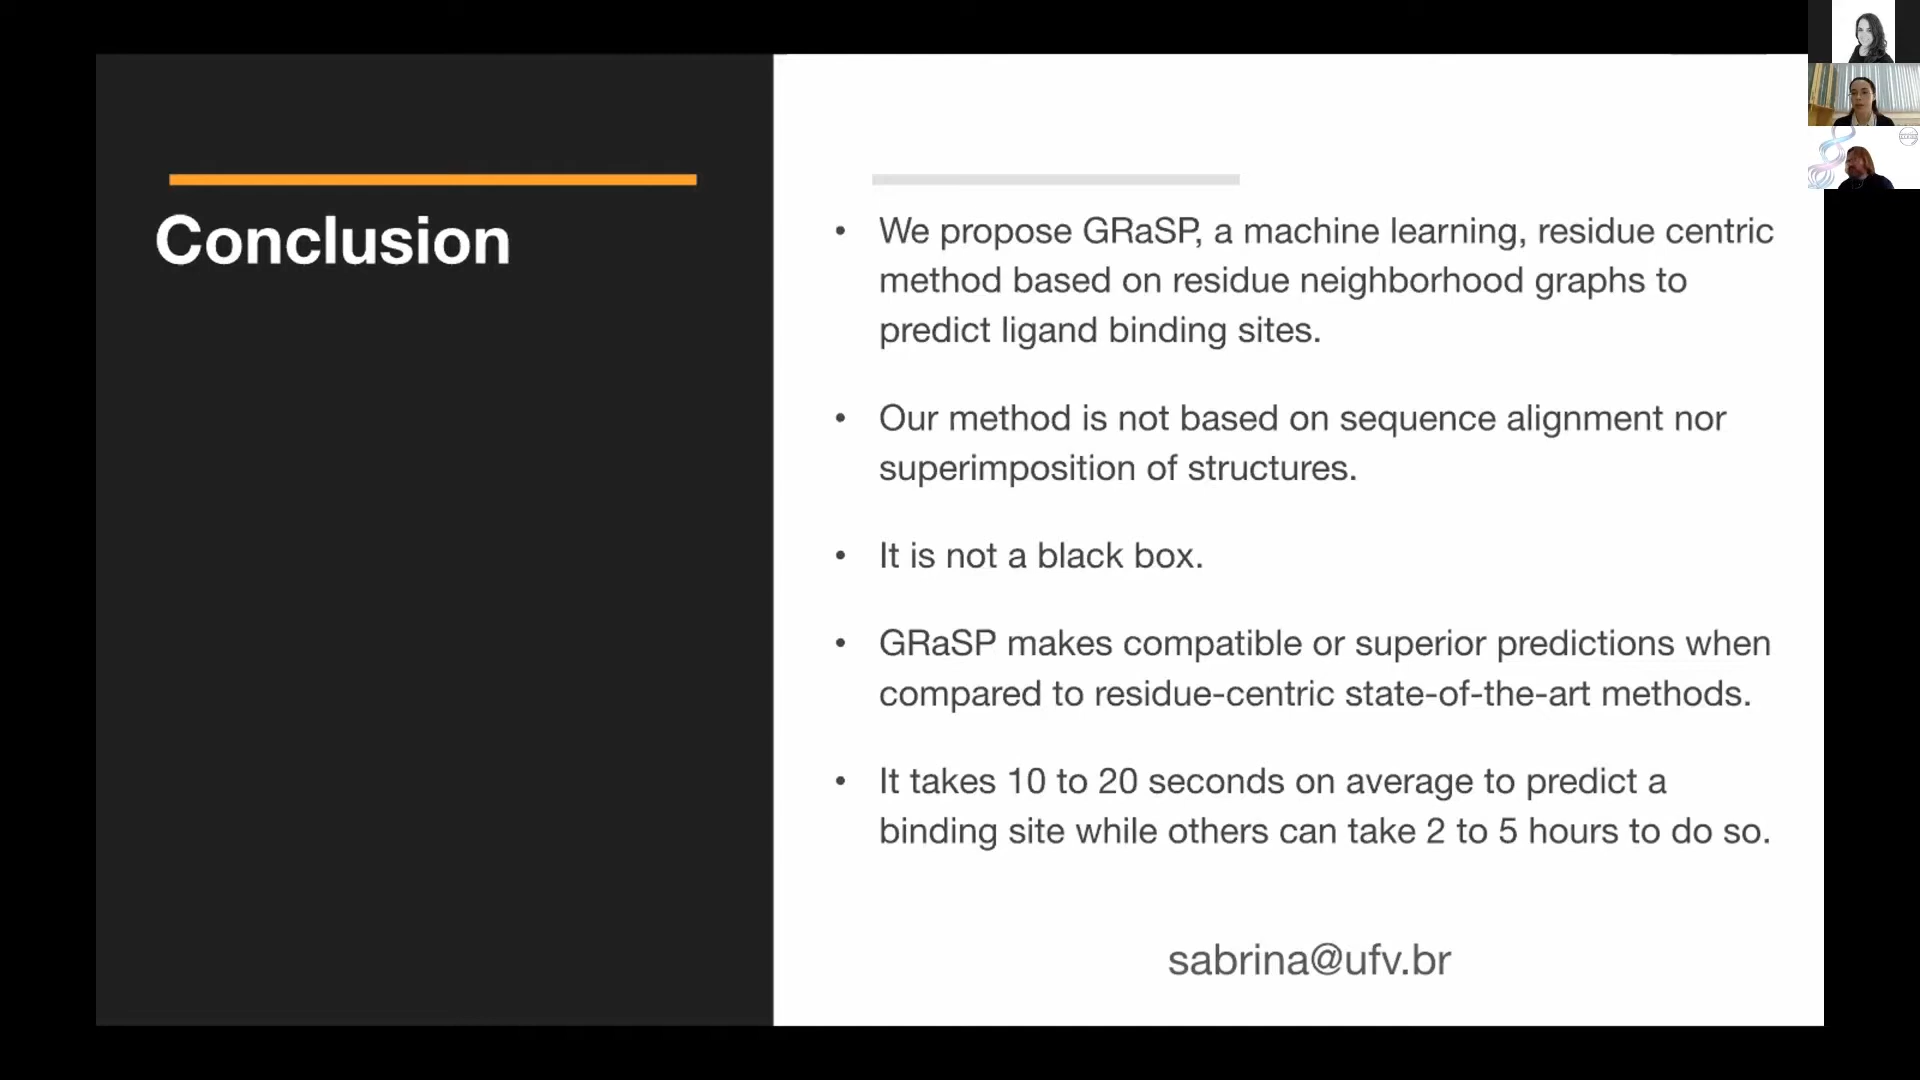 Conclusion
• We propose GRaSP, a machine learning, residue centric
method based on residue neighborhood graphs to
predict ligand binding sites.
• Our method is not based on sequence alignment nor
superimposition of structures.
• It is not a black box.
• GRaSP makes compatible or superior predictions when
compared to residue-centric state-of-the-art methods.
• It takes 10 to 20 seconds on average to predict a
binding site while others can take 2 to 5 hours to do so.
sabrina@ufv.br